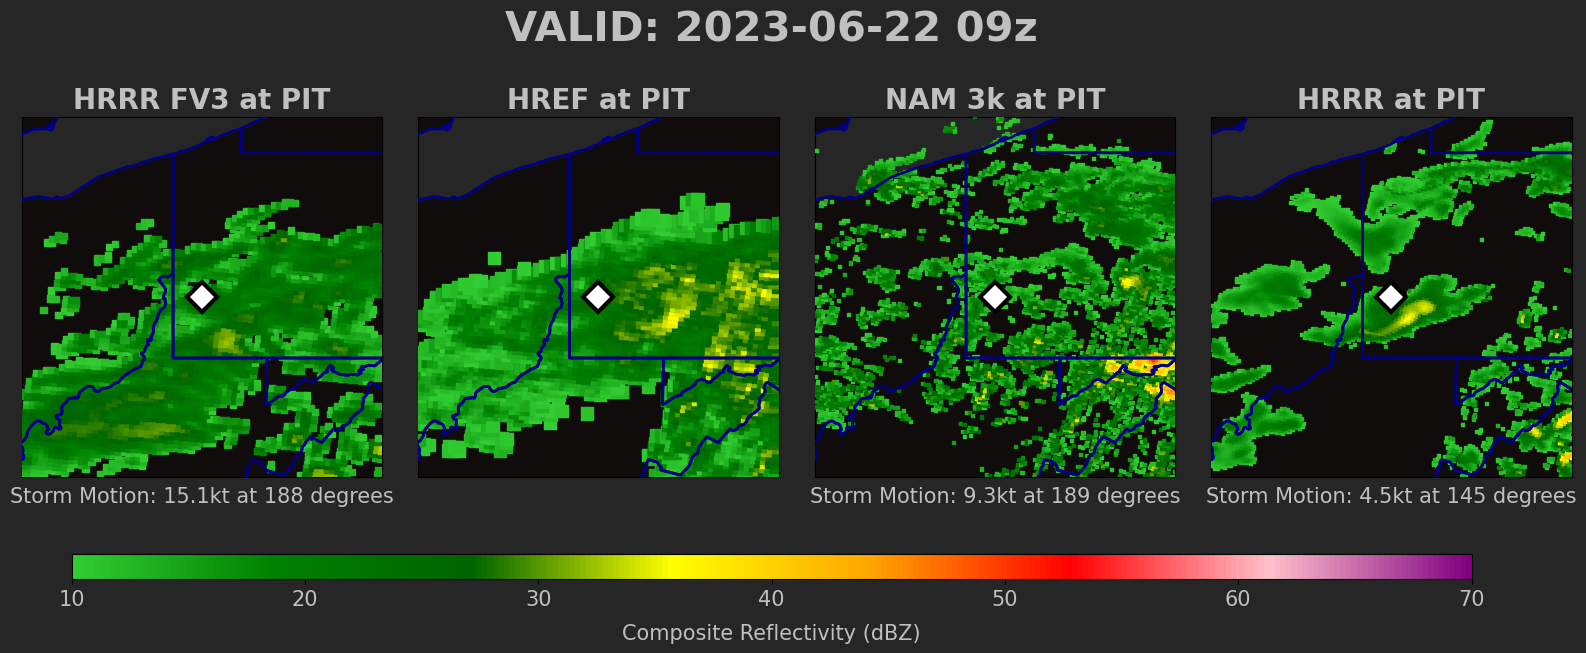 VALID: 2023-06-22 09z
HRRR FV3 at PIT
HREF at PIT
NAM 3k at PIT
HRRR at PIT
Storm Motion: 15.1kt at 188 degrees
Storm Motion: 9.3kt at 189 degrees
Storm Motion: 4.5kt at 145 degrees
10 20 30 40 50 60 70
Composite Reflectivity (dBZ)